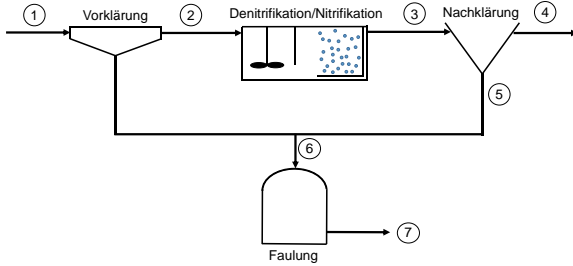 1
Vorklärung
2
Denitrifikation/Nitrifikation
3
Nachklärung
4
5
6
7
Faulung